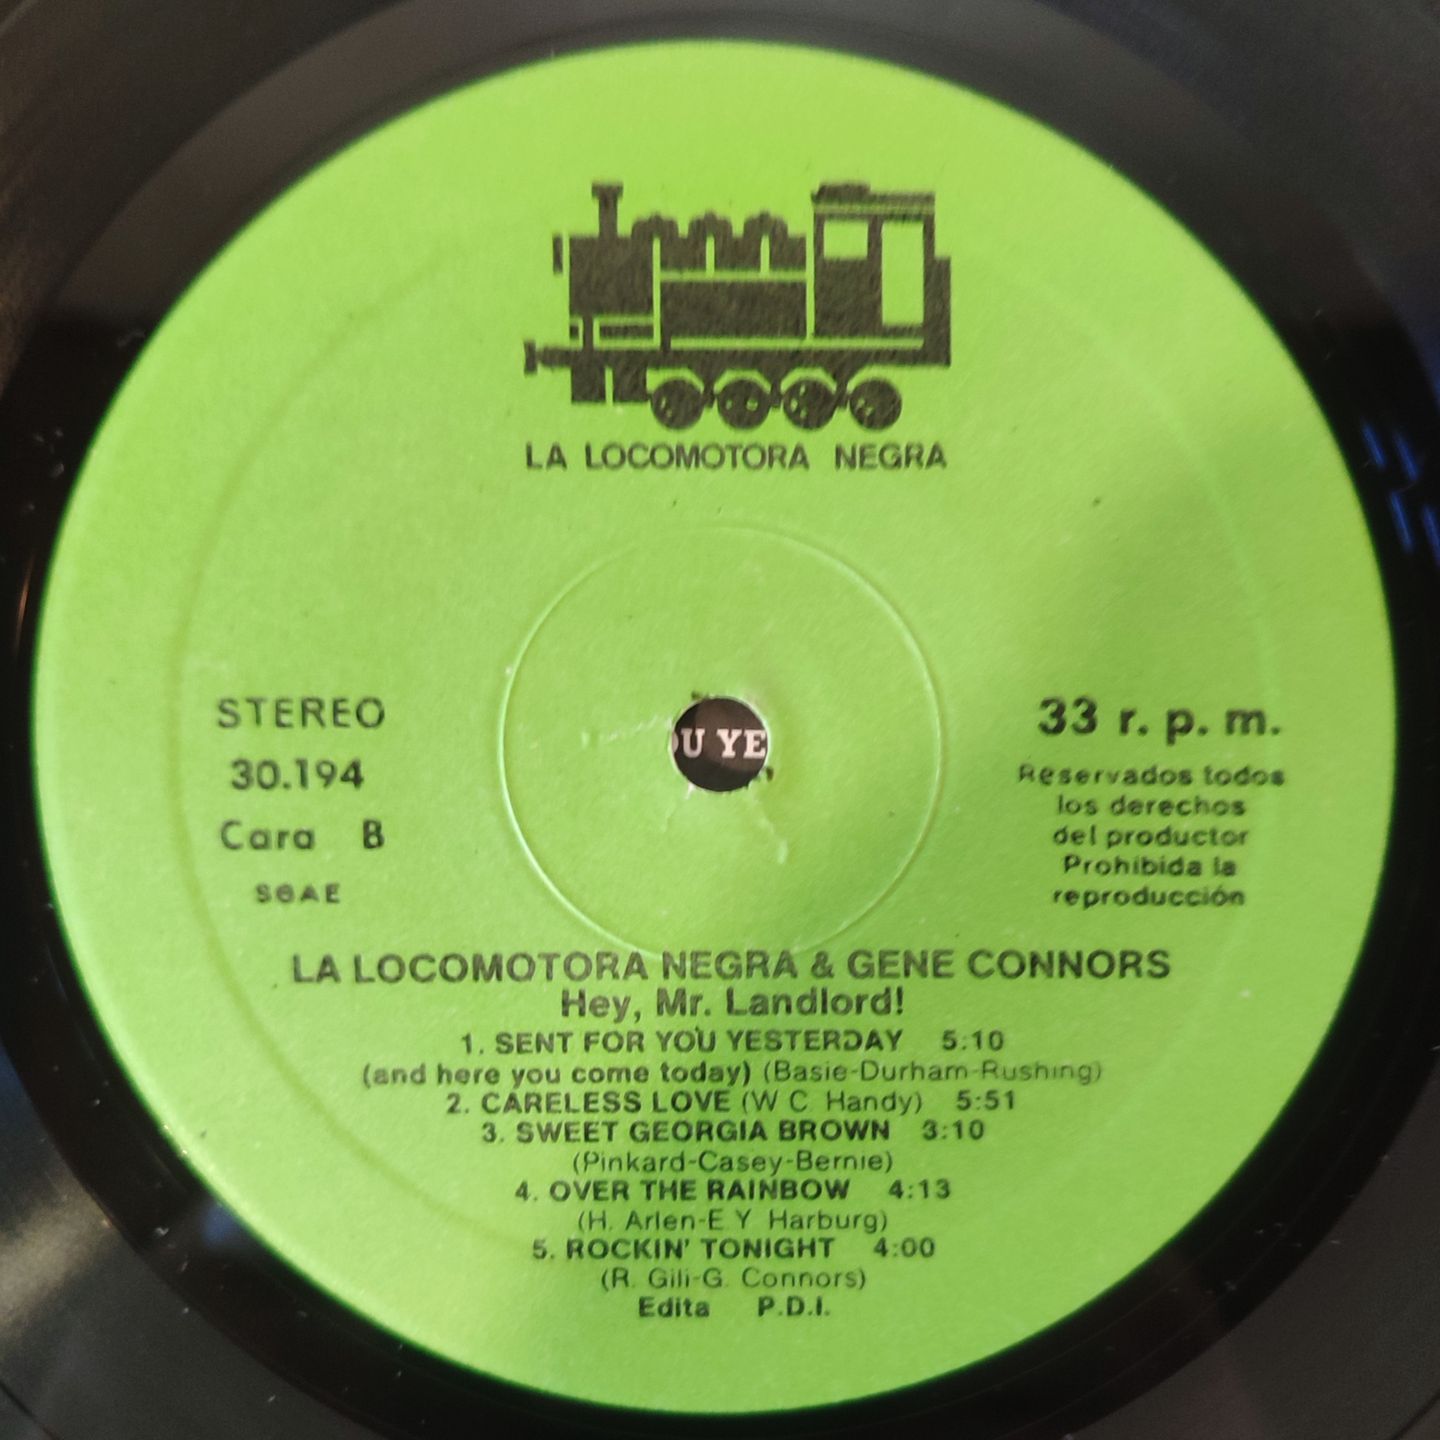 LA LOCOMOTORA NEGRA
OU YE
STEREO
30.194
Cara B
SGAE
33 r. p. m.
Reservados todos
los derechos
del productor
Prohibida la
reproducción
LA LOCOMOTORA NEGRA & GENE CONNORS
Hey, Mr. Landlord!
1. SENT FOR YOU YESTERDAY 5:10
(and here you come today) (Basie-Durham-Rushing)
2. CARELESS LOVE (W C Handy) 5:51
3. SWEET GEORGIA BROWN 3:10
(Pinkard-Casey-Bernie)
4. OVER THE RAINBOW 4:13
(H. Arlen-E Y Harburg)
5. ROCKIN' TONIGHT 4:00
(R. Gili-G. Connors)
Edita P.D.I.